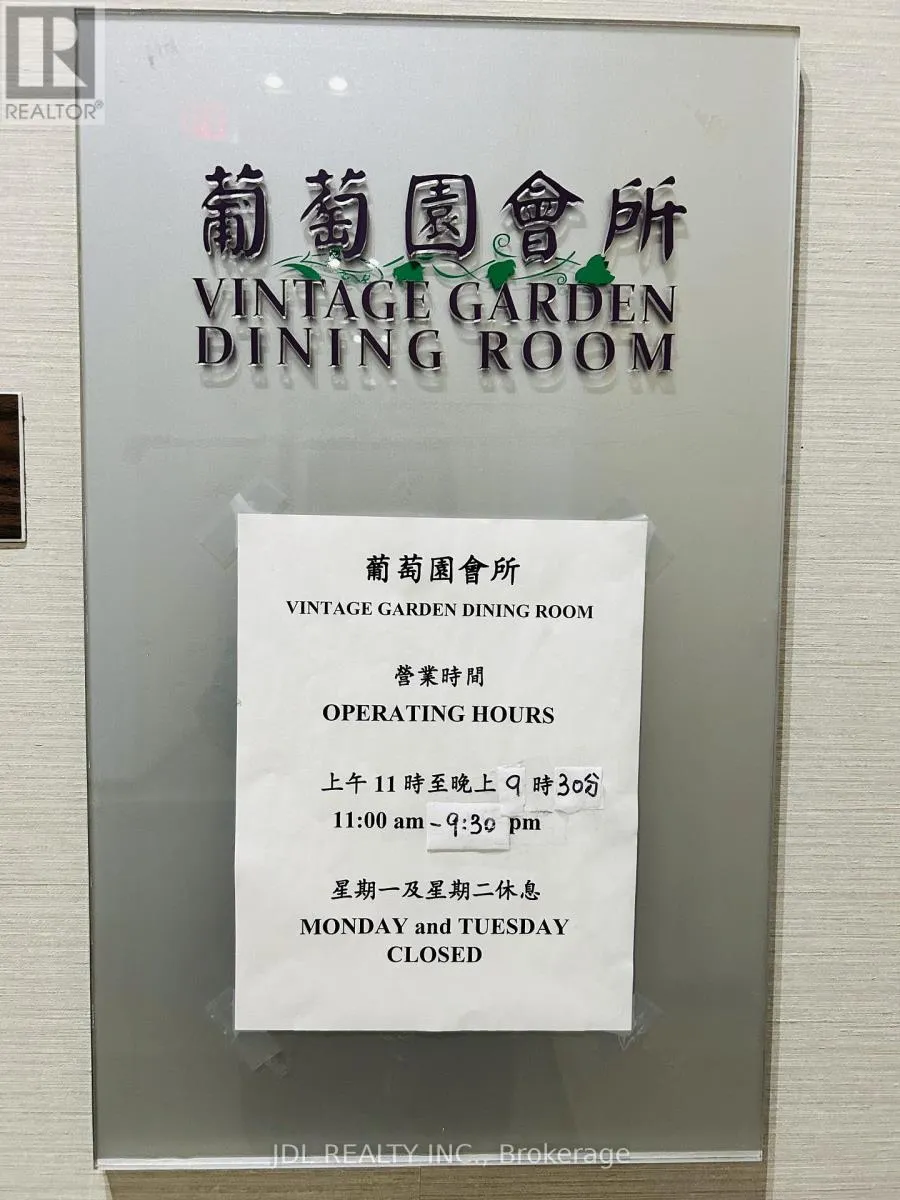 REALTOR®
葡萄園會所
VINTAGE GARDEN
DINING ROOM
葡萄園會所
VINTAGE GARDEN DINING ROOM
營業時間
OPERATING HOURS
上午 11 時至晚上 9 時 30分
11:00 am - 9:30 pm
星期一及星期二休息
MONDAY and TUESDAY
CLOSED
JDL REALTY INC., Brokerage